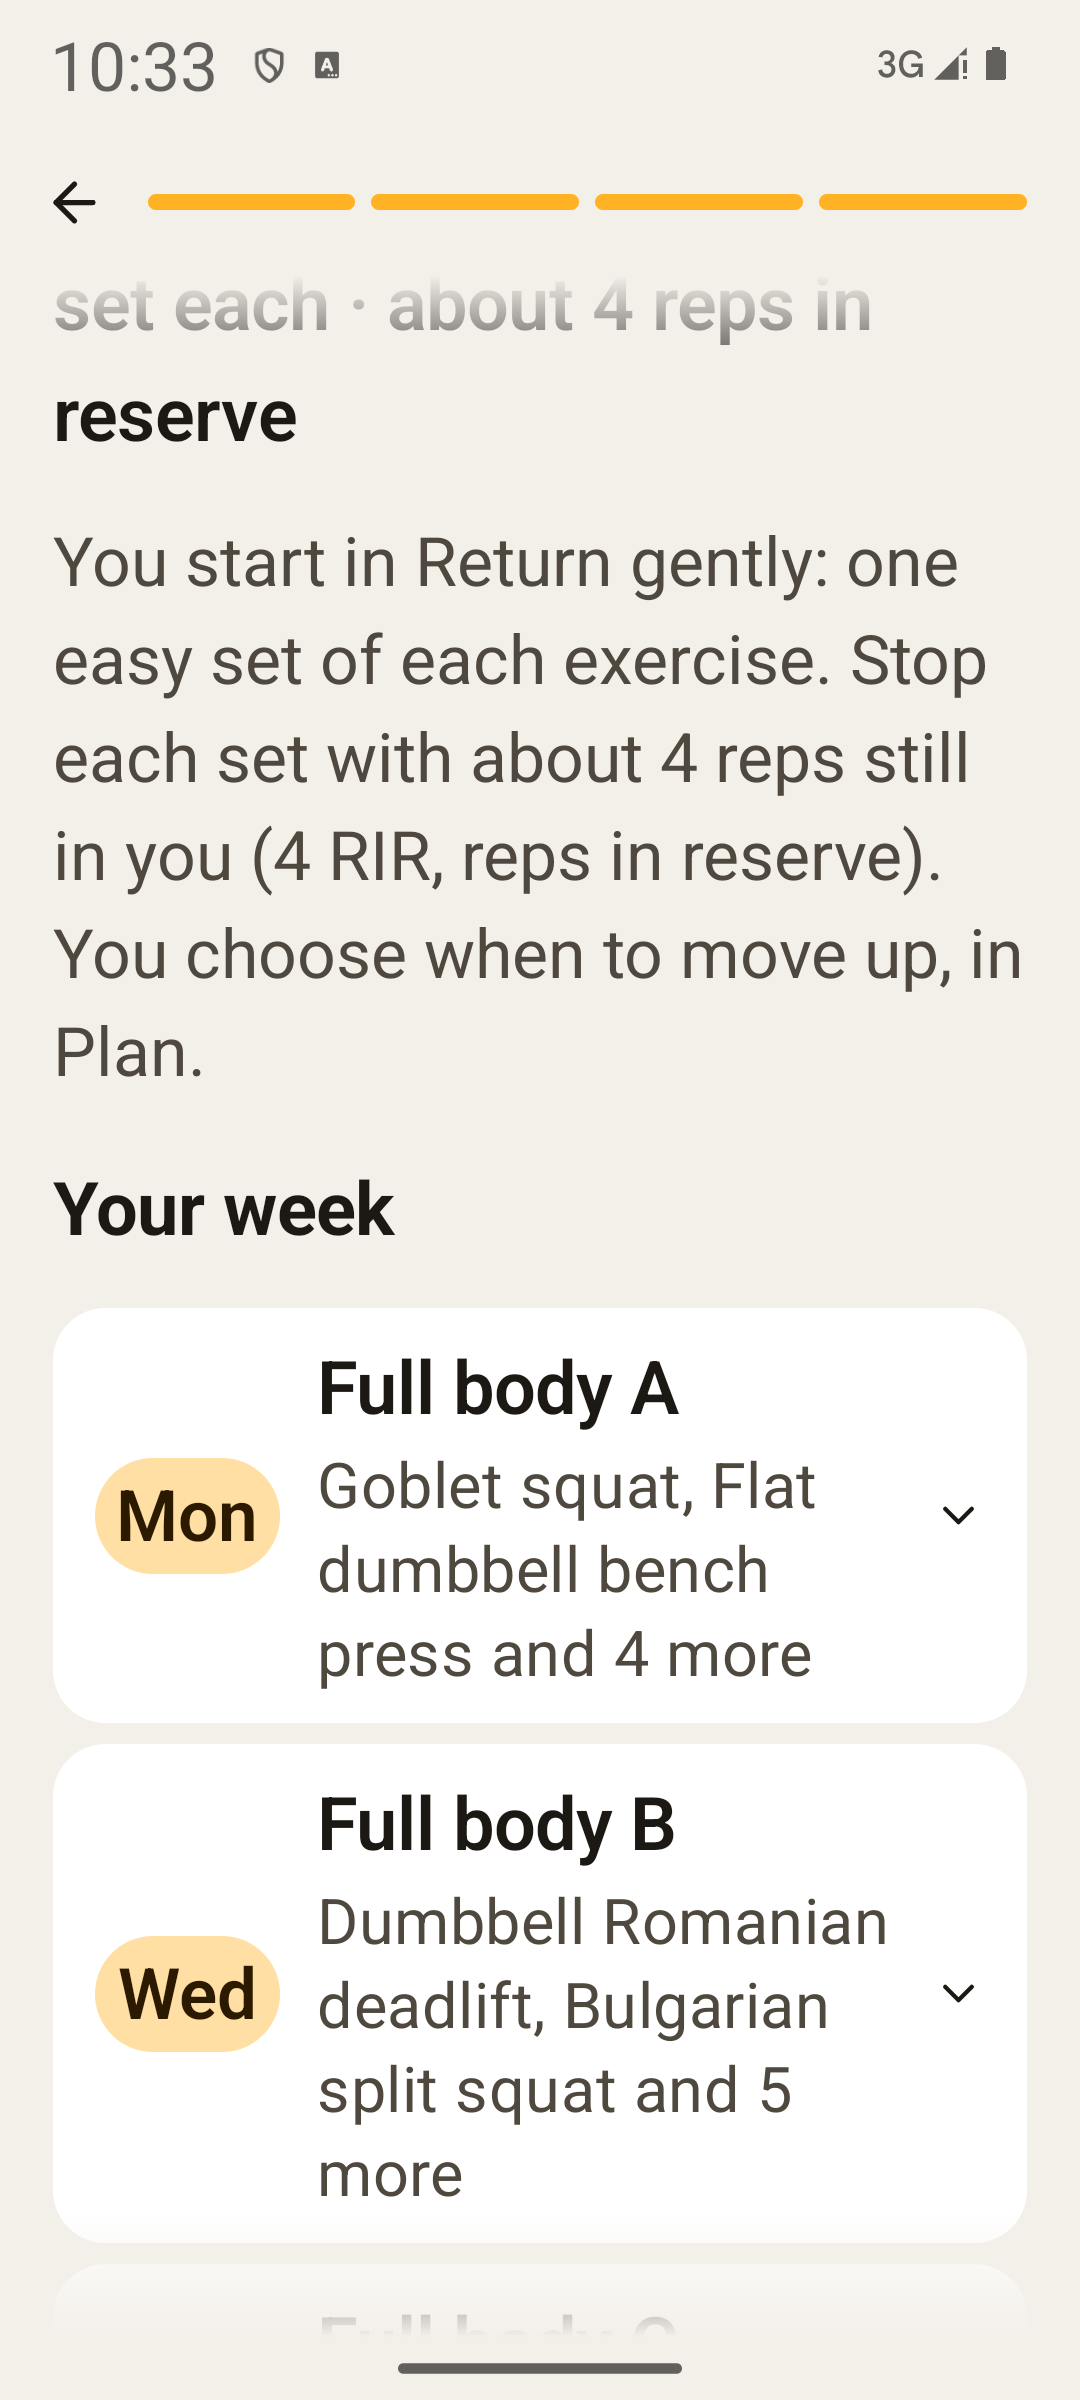 10:33
3G
set each · about 4 reps in
reserve
You start in Return gently: one
easy set of each exercise. Stop
each set with about 4 reps still
in you (4 RIR, reps in reserve).
You choose when to move up, in
Plan.
Your week
Full body A
Mon
Goblet squat, Flat
dumbbell bench
press and 4 more
Full body B
Wed
Dumbbell Romanian
deadlift, Bulgarian
split squat and 5
more
Full body C